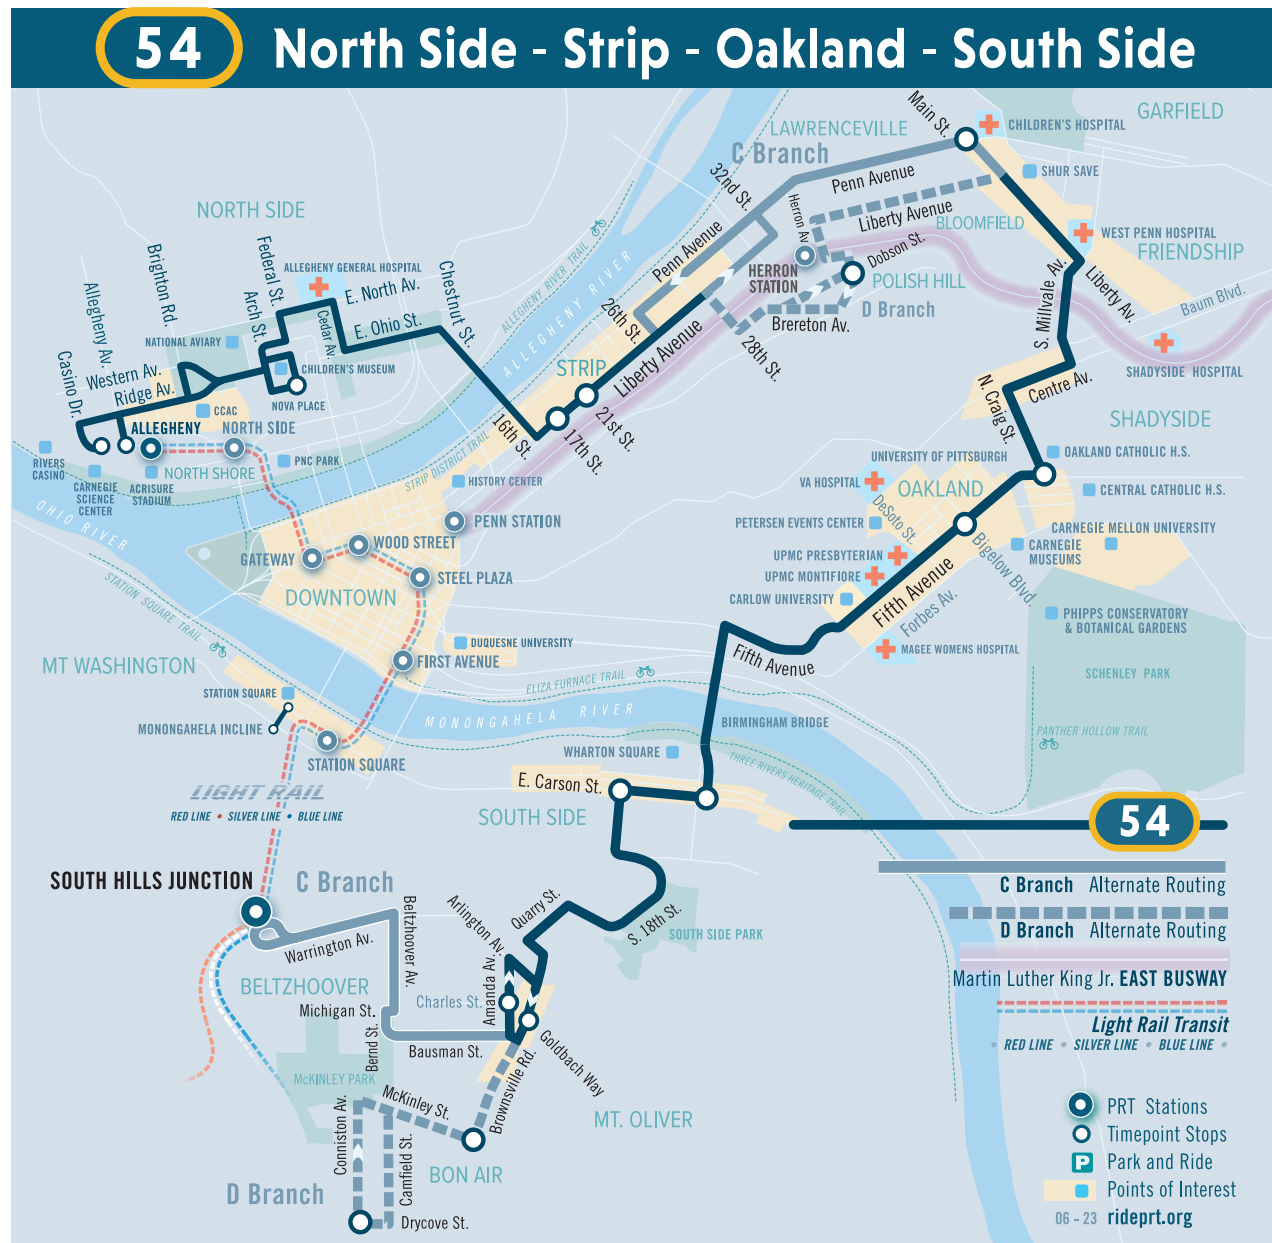 54
North Side - Strip - Oakland - South Side
Main St.
CHILDREN'S HOSPITAL
GARFIELD
LAWRENCEVILLE
C Branch
32nd St.
Penn Avenue
SHUR SAVE
NORTH SIDE
Herron Av.
Liberty Avenue
BLOOMFIELD
WEST PENN HOSPITAL
FRIENDSHIP
Brighton Rd.
Federal St.
ALLEGHENY GENERAL HOSPITAL
Chestnut St.
ALLEGHENY RIVER TRAIL
ALLEGHENY RIVER
Penn Avenue
HERRON
STATION
Dobson St.
POLISH HILL
D Branch
Brereton Av.
S. Millvale Av.
Liberty Av.
Baum Blvd.
Allegheny Av.
Arch St.
E. North Av.
Cedar Av.
E. Ohio St.
26th St.
28th St.
NATIONAL AVIARY
Casino Dr.
Western Av.
Ridge Av.
CHILDREN'S MUSEUM
NOVA PLACE
STRIP
Liberty Avenue
SHADYSIDE HOSPITAL
Centre Av.
N. Craig St.
SHADYSIDE
CCAC
ALLEGHENY
NORTH SIDE
16th St.
17th St.
21st St.
RIVERS
CASINO
CARNEGIE
SCIENCE
CENTER
ACRISURE
STADIUM
NORTH SHORE
PNC PARK
STRIP DISTRICT TRAIL
HISTORY CENTER
UNIVERSITY OF PITTSBURGH
OAKLAND CATHOLIC H.S.
VA HOSPITAL
OAKLAND
CENTRAL CATHOLIC H.S.
OHIO RIVER
PENN STATION
DeSoto St.
PETERSEN EVENTS CENTER
CARNEGIE MELLON UNIVERSITY
GATEWAY
WOOD STREET
UPMC PRESBYTERIAN
Bigelow Blvd.
CARNEGIE
MUSEUMS
STEEL PLAZA
UPMC MONTIFIORE
STATION SQUARE TRAIL
DOWNTOWN
CARLOW UNIVERSITY
Fifth Avenue
Forbes Av.
PHIPPS CONSERVATORY
& BOTANICAL GARDENS
DUQUESNE UNIVERSITY
MAGEE WOMENS HOSPITAL
MT WASHINGTON
FIRST AVENUE
Fifth Avenue
ELIZA FURNACE TRAIL
SCHENLEY PARK
STATION SQUARE
MONONGAHELA INCLINE
MONONGAHELA RIVER
BIRMINGHAM BRIDGE
PANTHER HOLLOW TRAIL
STATION SQUARE
WHARTON SQUARE
THREE RIVERS HERITAGE TRAIL
E. Carson St.
LIGHT RAIL
RED LINE • SILVER LINE • BLUE LINE
SOUTH SIDE
54
SOUTH HILLS JUNCTION
C Branch
C Branch Alternate Routing
Beltzhoover Av.
Arlington Av.
Quarry St.
S. 18th St.
SOUTH SIDE PARK
D Branch Alternate Routing
Warrington Av.
BELTZHOOVER
Amanda Av.
Charles St.
Martin Luther King Jr. EAST BUSWAY
Michigan St.
Bernd St.
Bausman St.
Goldbach Way
Light Rail Transit
• RED LINE • SILVER LINE • BLUE LINE •
McKINLEY PARK
McKinley St.
Brownsville Rd.
MT. OLIVER
PRT Stations
Timepoint Stops
Conniston Av.
Camfield St.
BON AIR
P
Park and Ride
D Branch
Points of Interest
Drycove St.
06 - 23 rideprt.org